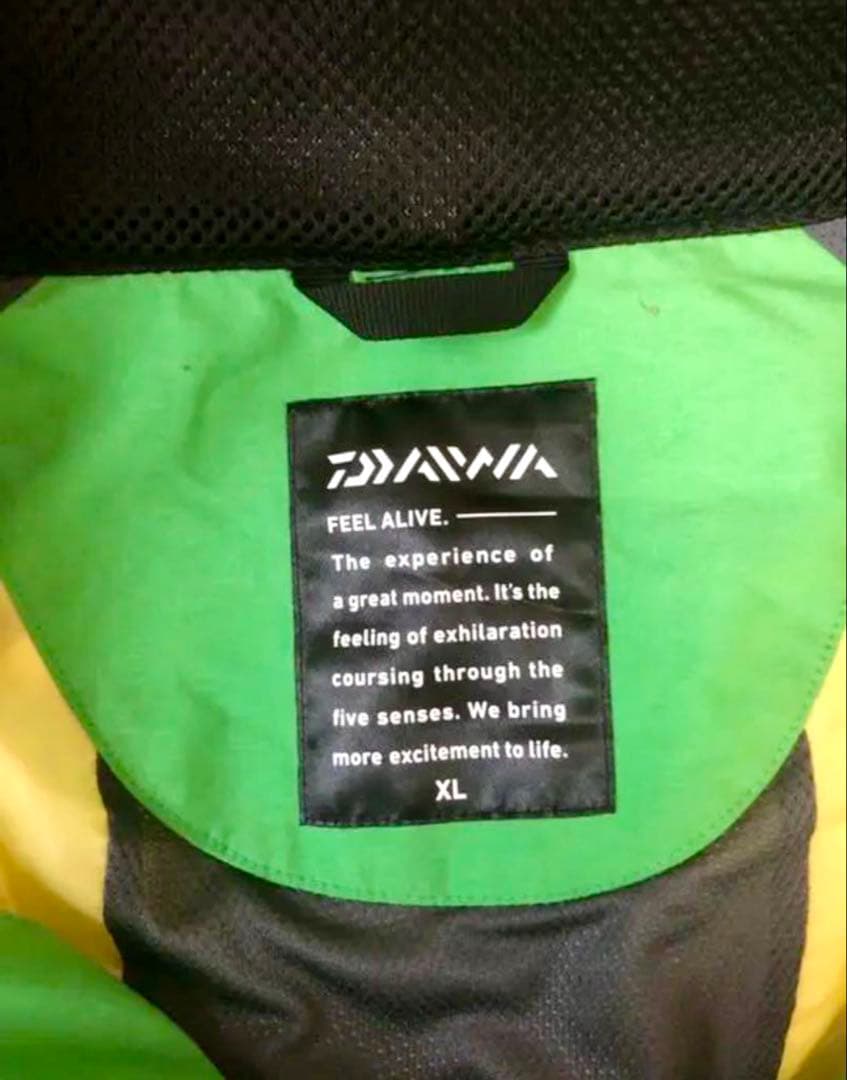 DAIWA
FEEL ALIVE.
The experience of
a great moment. It's the
feeling of exhilaration
coursing through the
five senses. We bring
more excitement to life.
XL